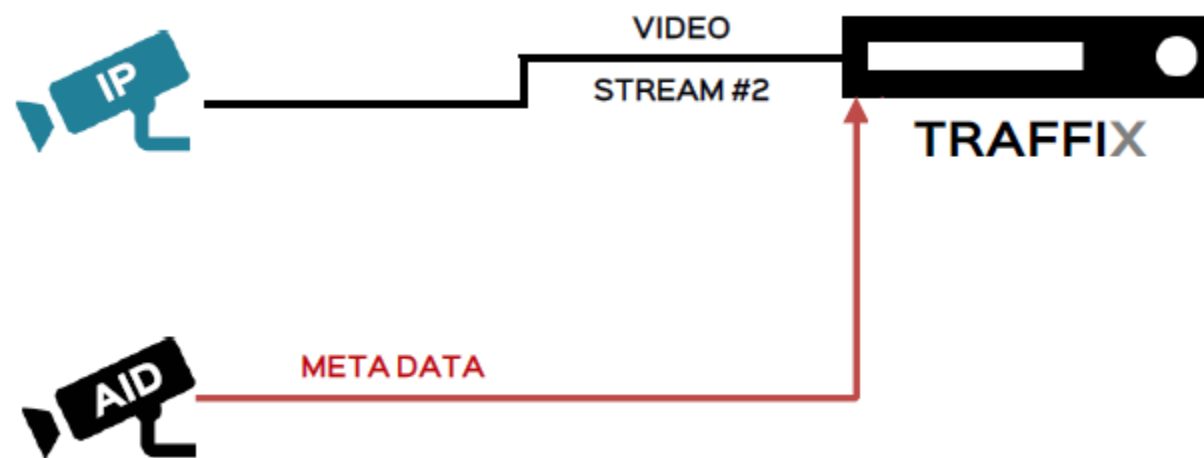 IP
VIDEO
STREAM #2
TRAFFIX
META DATA
AID